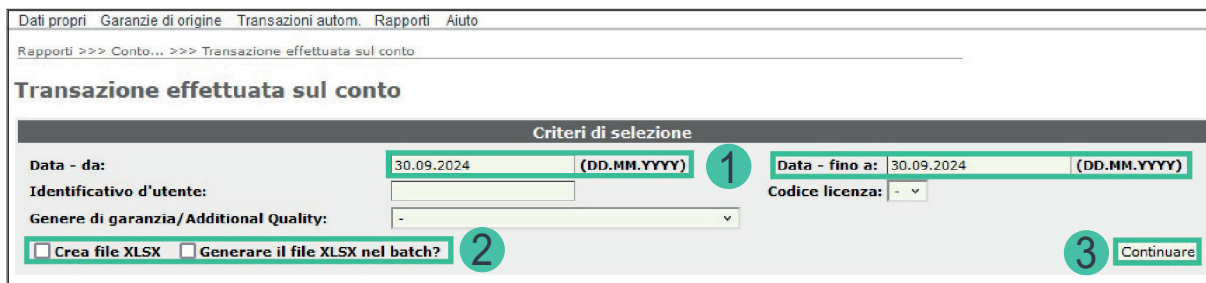 Dati propri Garanzie di origine Transazioni autom. Rapporti Aiuto
Rapporti >>> Conto... >>> Transazione effettuata sul conto
Transazione effettuata sul conto
Criteri di selezione
Data - da: 30.09.2024 (DD.MM.YYYY) 1 Data - fino a: 30.09.2024 (DD.MM.YYYY)
Identificativo d'utente: Codice licenza: -
Genere di garanzia/Additional Quality: -
Crea file XLSX Generare il file XLSX nel batch? 2 3 Continuare